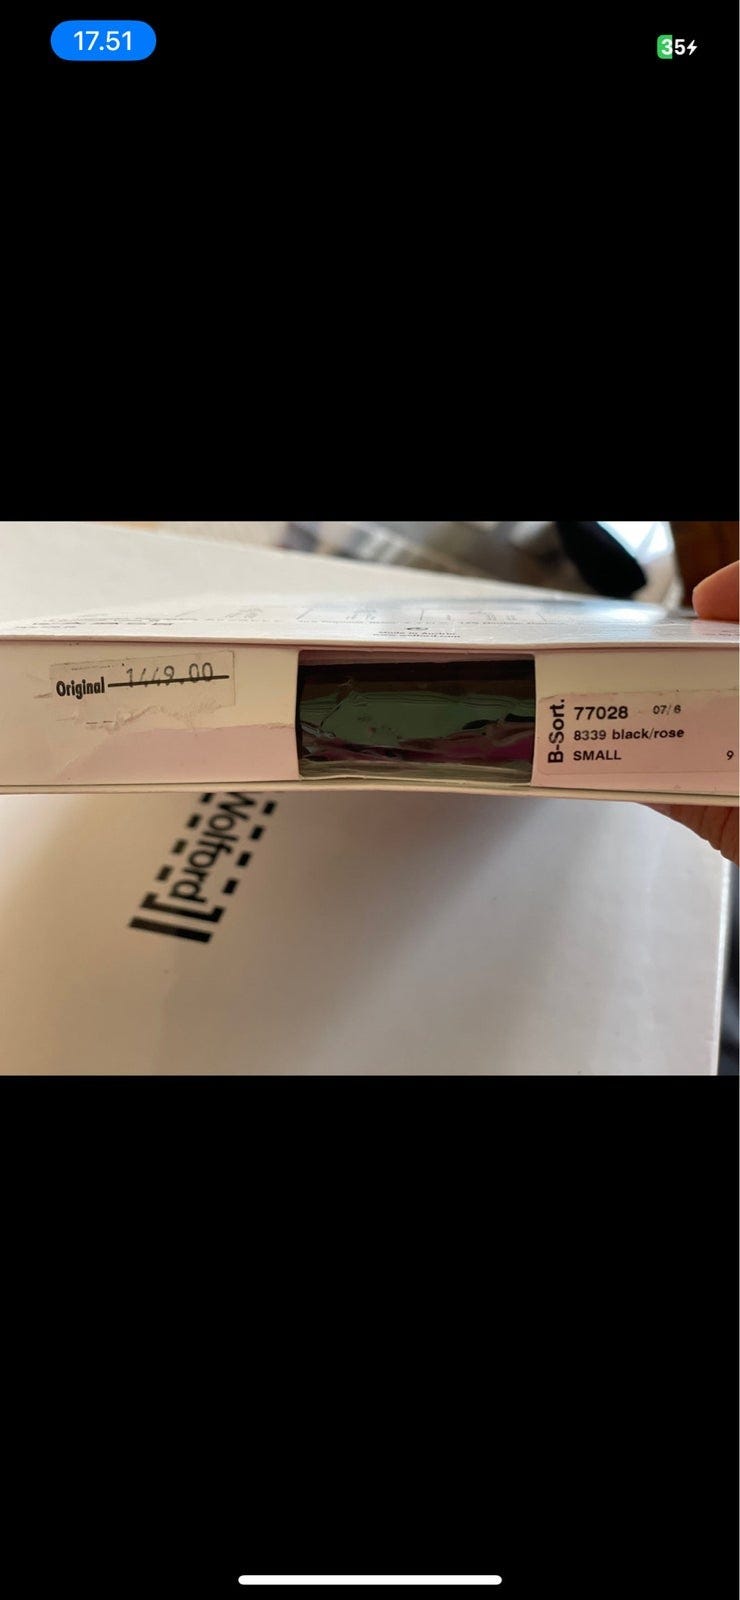 17.51
35
Original 1449.00
B-Sort.
77028 07/6
8339 black/rose
SMALL 9
Wolford